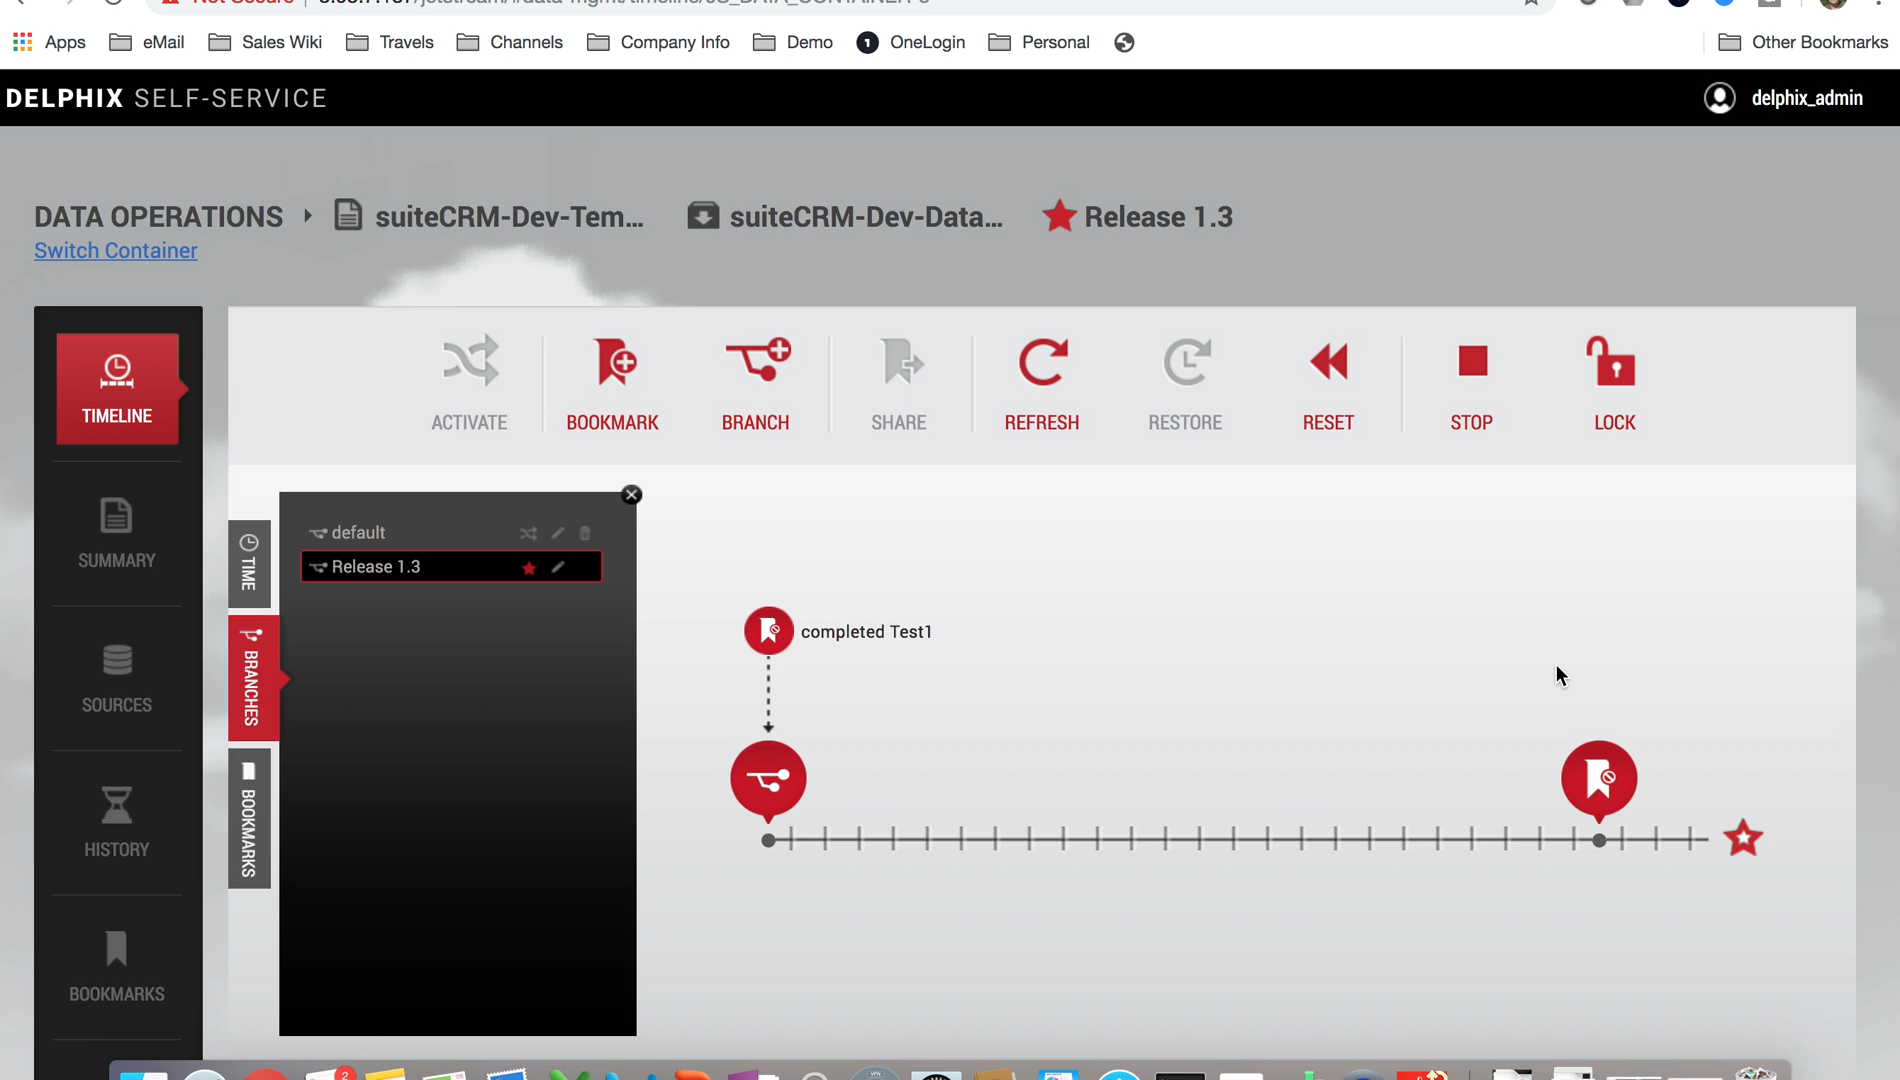 Apps eMail Sales Wiki Travels Channels Company Info Demo 1 OneLogin Personal Other Bookmarks
DELPHIX SELF-SERVICE delphix_admin
DATA OPERATIONS suiteCRM-Dev-Tem... suiteCRM-Dev-Data... Release 1.3
Switch Container
TIMELINE
SUMMARY
SOURCES
HISTORY
BOOKMARKS
ACTIVATE BOOKMARK BRANCH SHARE REFRESH RESTORE RESET STOP LOCK
TIME
BRANCHES
BOOKMARKS
default
Release 1.3
completed Test1
2